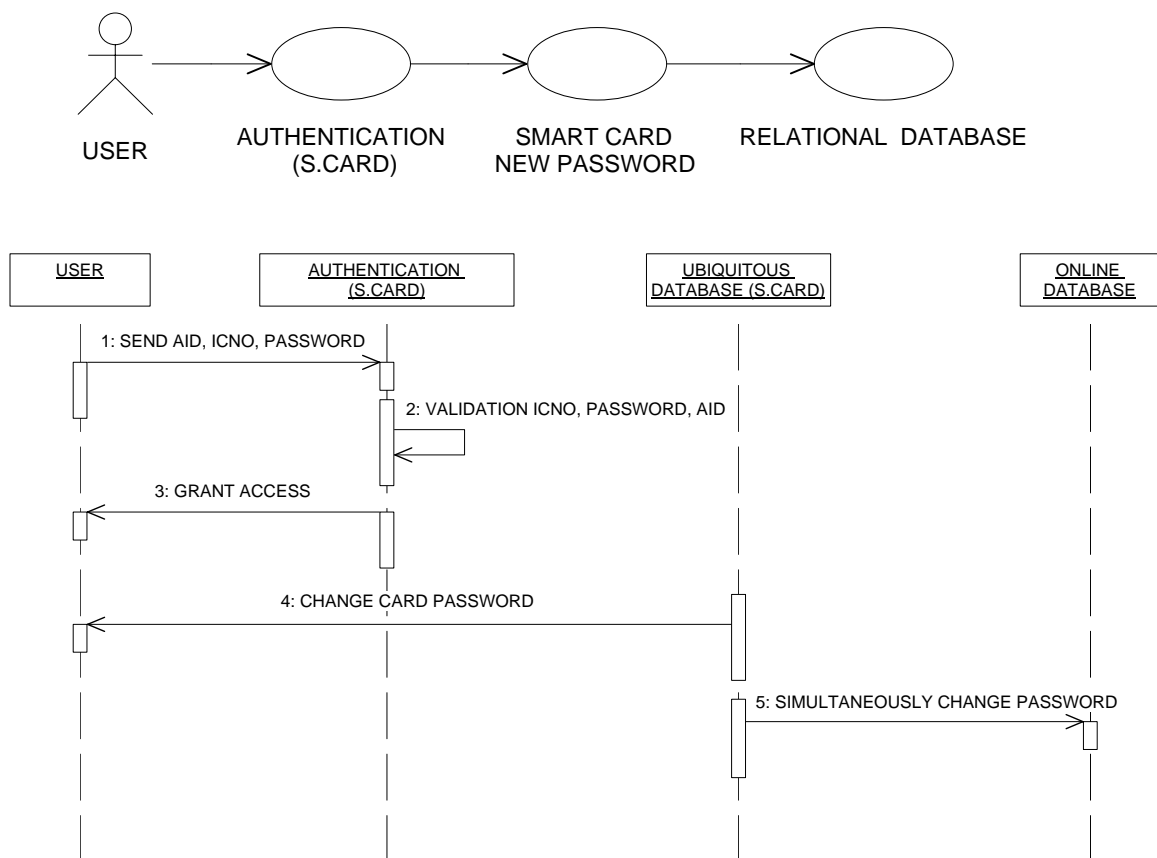 USER
AUTHENTICATION
(S.CARD)
SMART CARD
NEW PASSWORD
RELATIONAL DATABASE
USER
AUTHENTICATION
(S.CARD)
UBIQUITOUS
DATABASE (S.CARD)
ONLINE
DATABASE
1: SEND AID, ICNO, PASSWORD
2: VALIDATION ICNO, PASSWORD, AID
3: GRANT ACCESS
4: CHANGE CARD PASSWORD
5: SIMULTANEOUSLY CHANGE PASSWORD